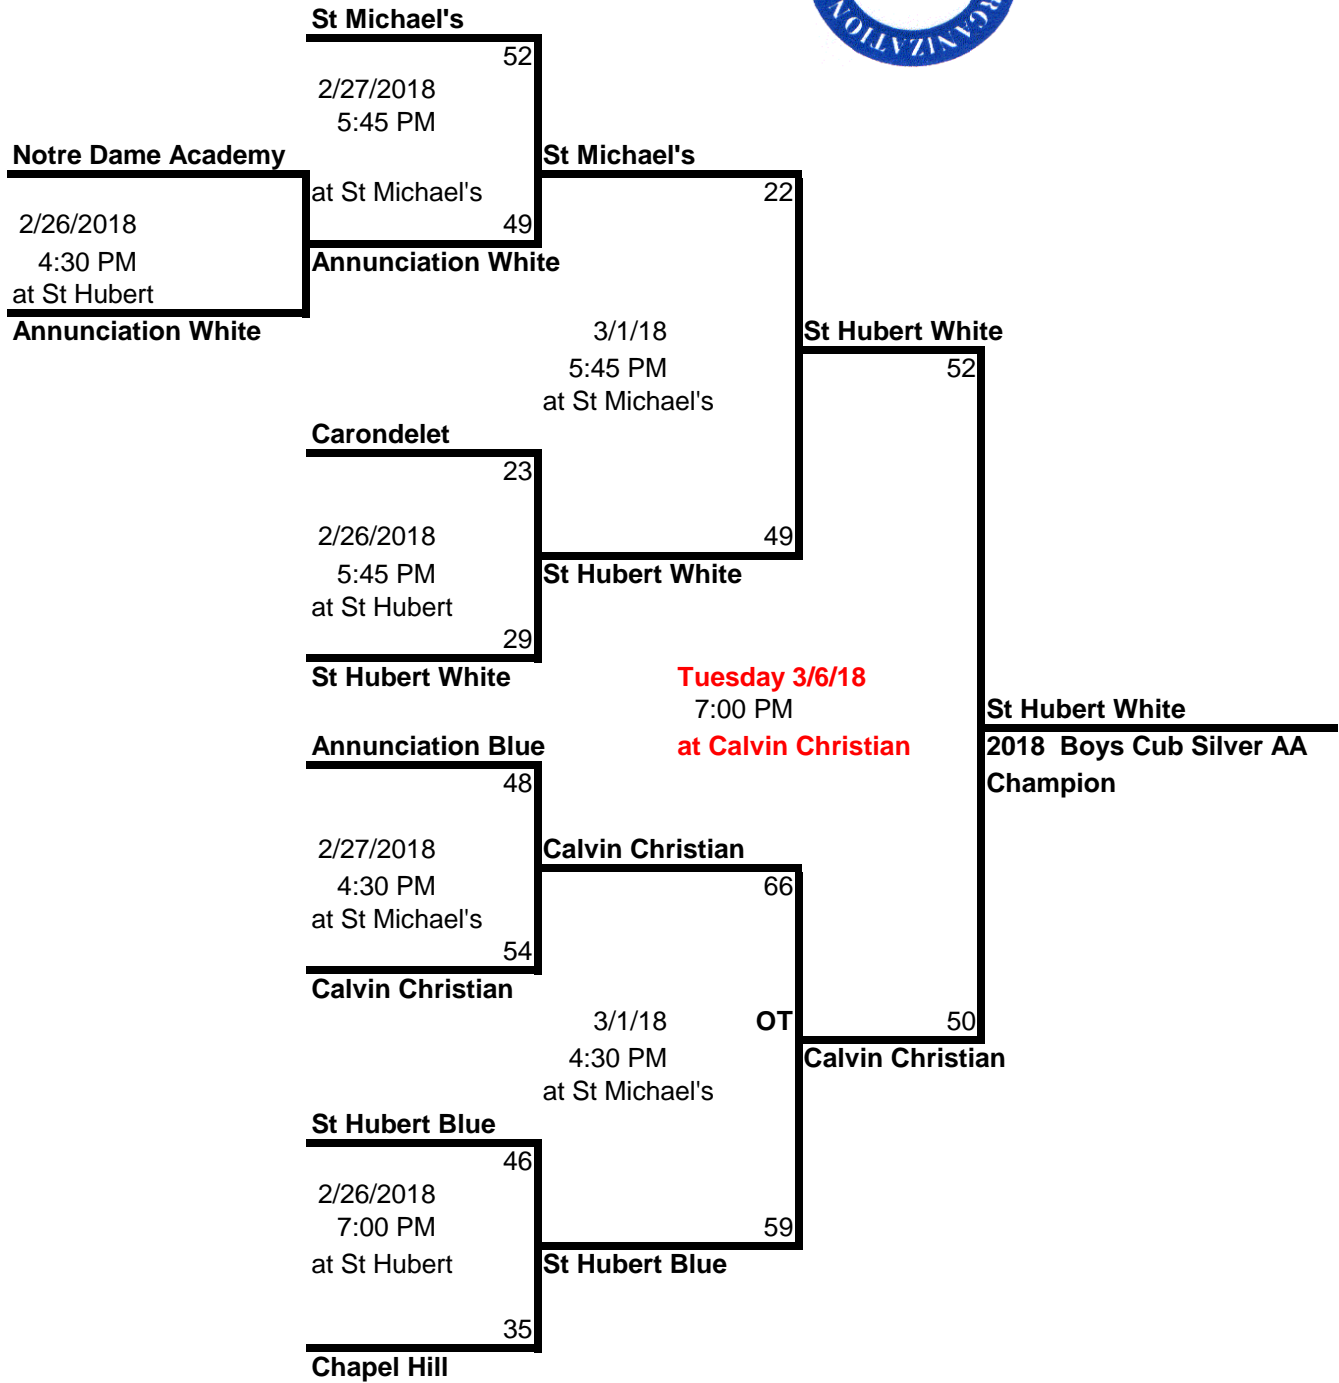 RGANIZATION
St Michael's
52
2/27/2018
5:45 PM
Notre Dame Academy
St Michael's
at St Michael's
22
2/26/2018
49
4:30 PM
Annunciation White
at St Hubert
Annunciation White
3/1/18
St Hubert White
5:45 PM
52
at St Michael's
Carondelet
23
2/26/2018
49
5:45 PM
St Hubert White
at St Hubert
29
St Hubert White
Tuesday 3/6/18
7:00 PM
St Hubert White
Annunciation Blue
at Calvin Christian
2018 Boys Cub Silver AA
48
Champion
2/27/2018
Calvin Christian
4:30 PM
66
at St Michael's
54
Calvin Christian
3/1/18
OT
50
4:30 PM
Calvin Christian
at St Michael's
St Hubert Blue
46
2/26/2018
7:00 PM
59
at St Hubert
St Hubert Blue
35
Chapel Hill